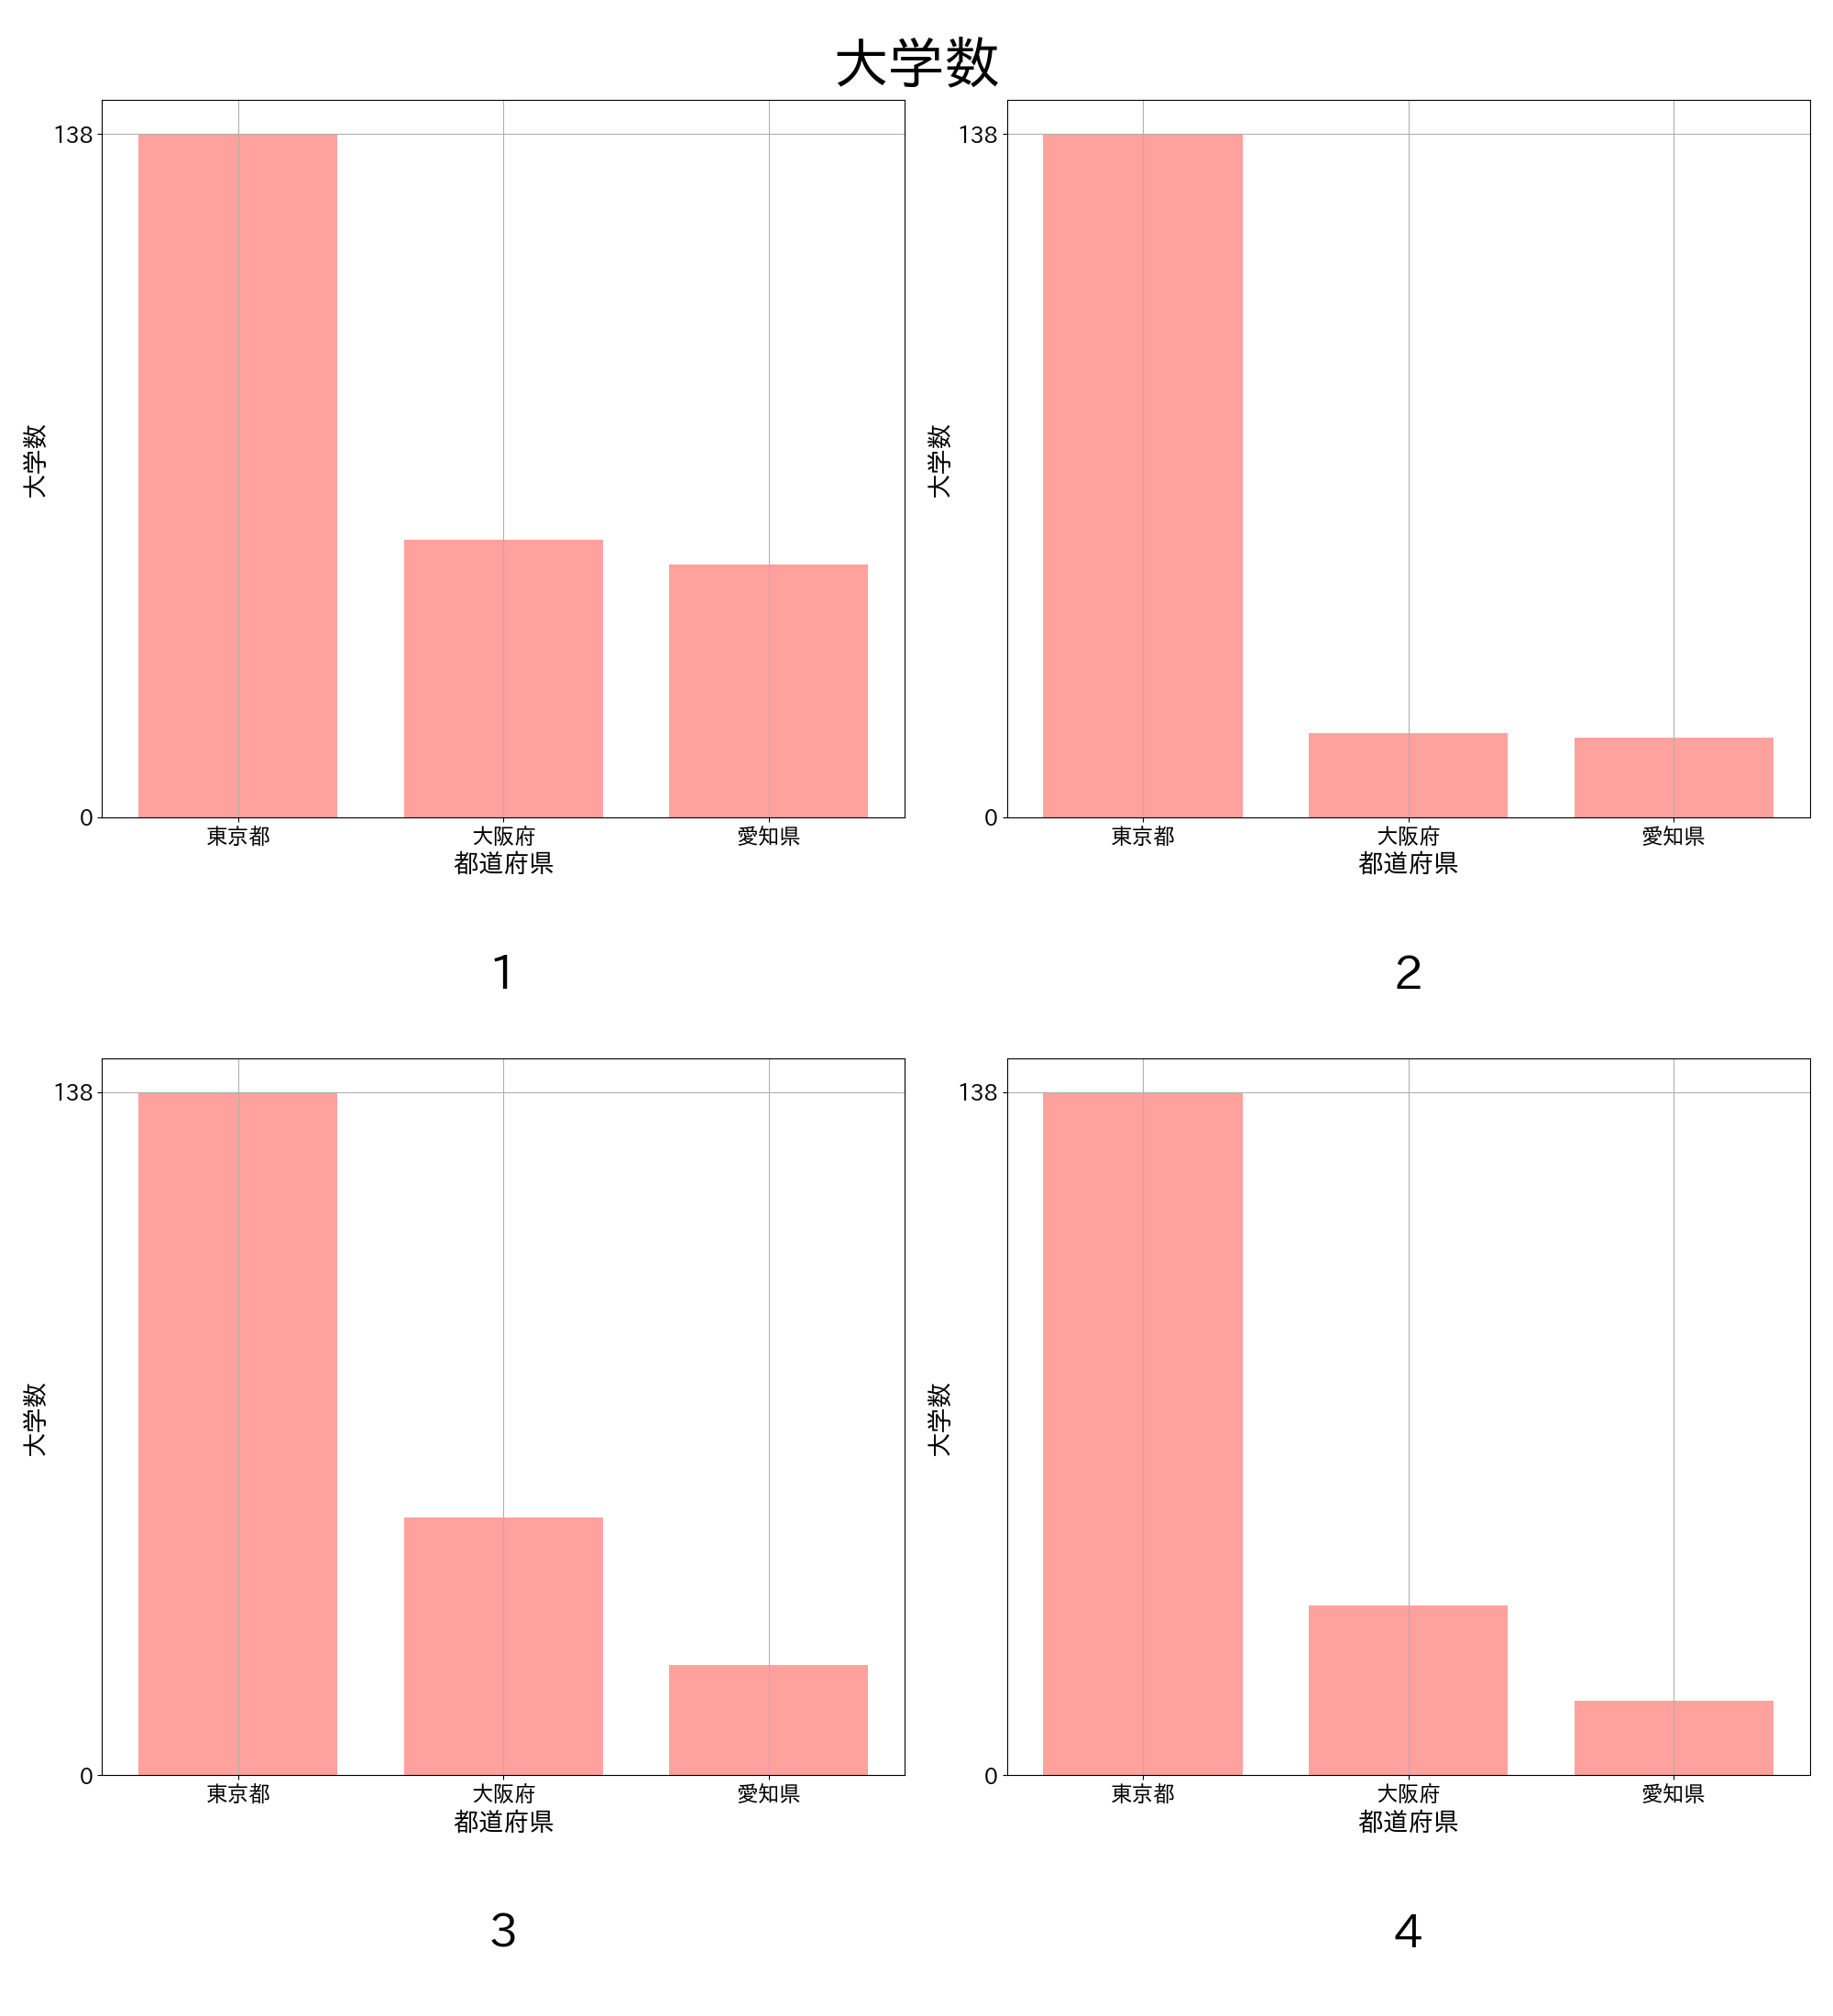 大学数
138
0
大学数
東京都 大阪府 愛知県
都道府県
1
138
0
大学数
東京都 大阪府 愛知県
都道府県
2
138
0
大学数
東京都 大阪府 愛知県
都道府県
3
138
0
大学数
東京都 大阪府 愛知県
都道府県
4